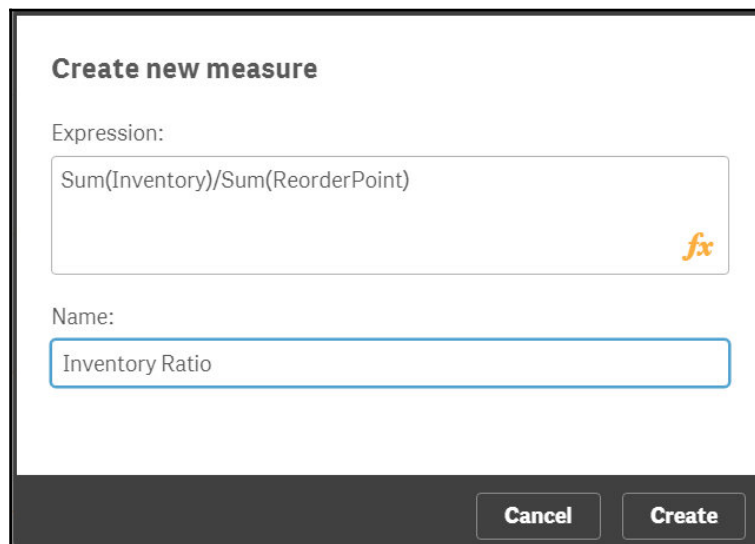 Create new measure
Expression:
Sum(Inventory)/Sum(ReorderPoint)
fx
Name:
Inventory Ratio
Cancel Create